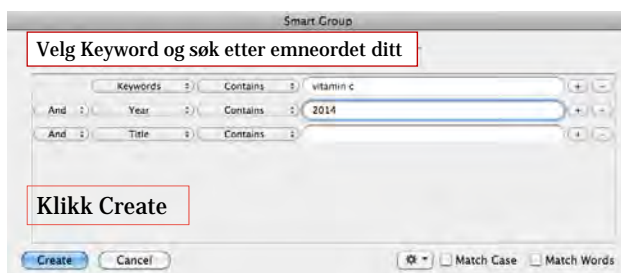 Smart Group
Velg Keyword og søk etter emneordet ditt
Keywords Contains vitamin c + -
And Year Contains 2014 + -
And Title Contains + -
Klikk Create
Create Cancel Match Case Match Words